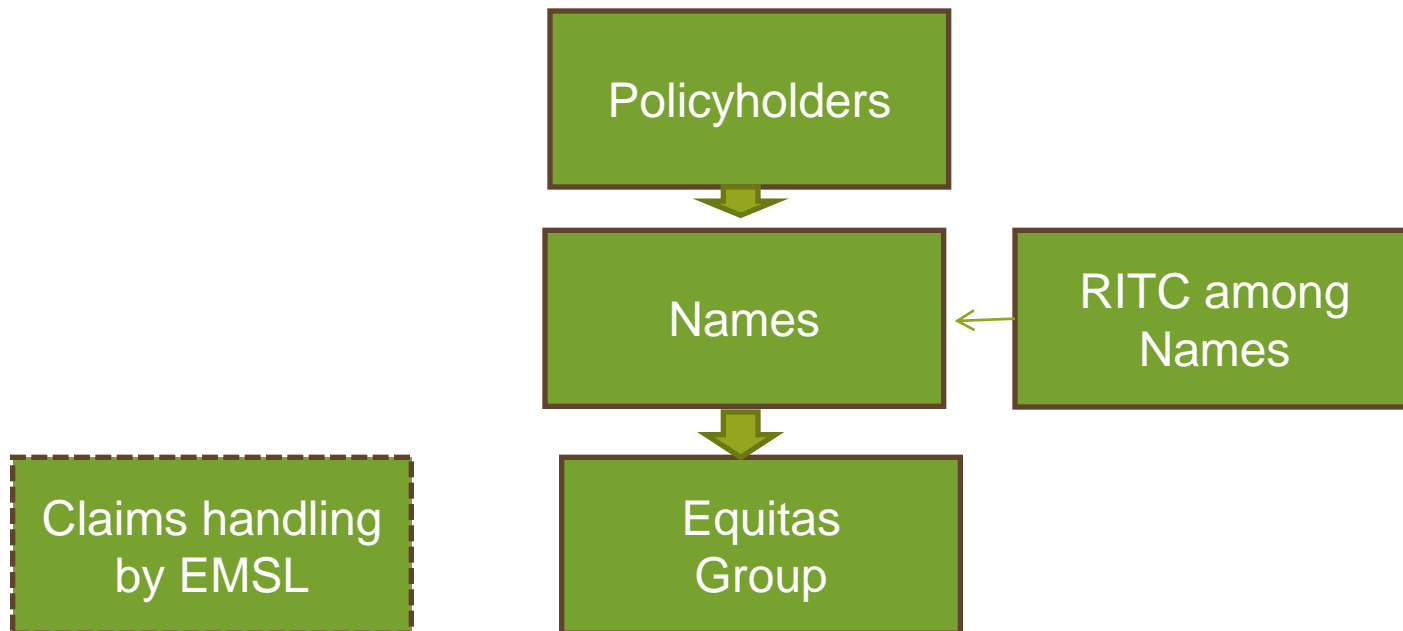 Policyholders
Names
RITC among
Names
Claims handling
by EMSL
Equitas
Group